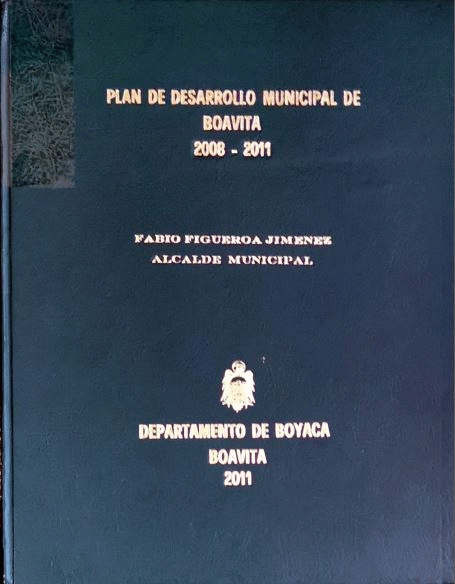 PLAN DE DESARROLLO MUNICIPAL DE
BOAVITA
2008 - 2011
FABIO FIGUEROA JIMENEZ
ALCALDE MUNICIPAL
DEPARTAMENTO DE BOYACA
BOAVITA
2011